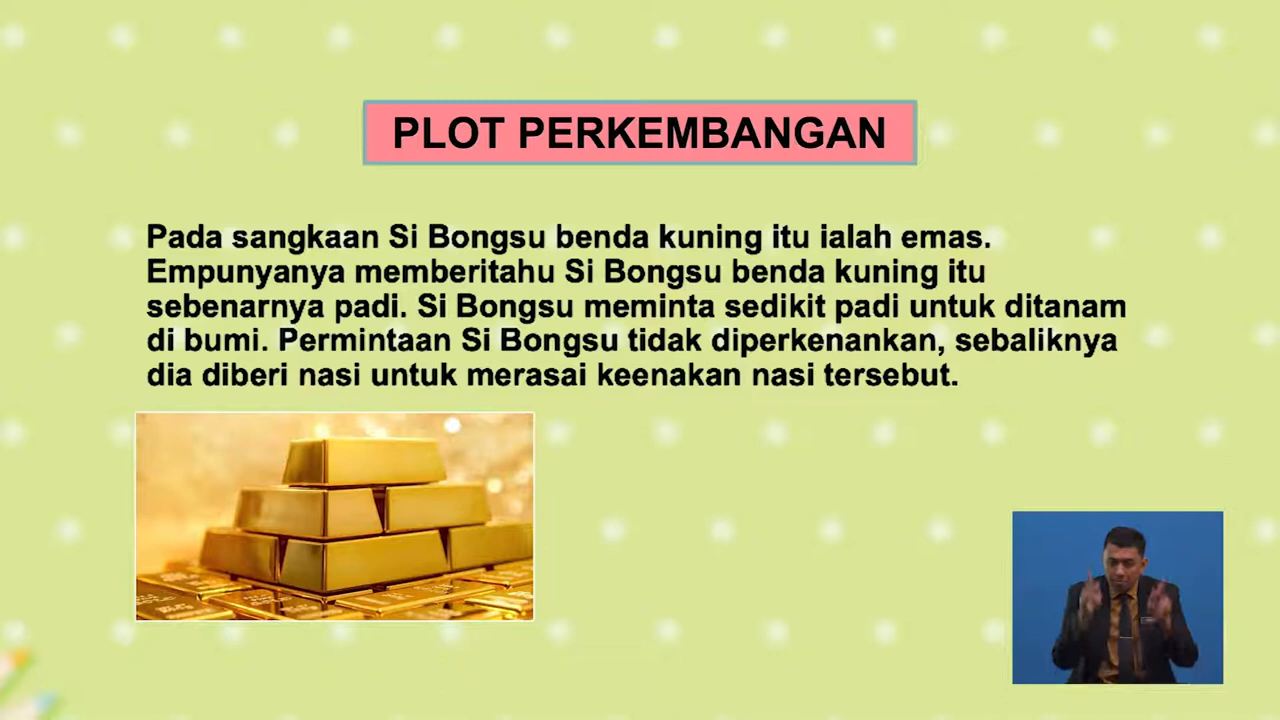 PLOT PERKEMBANGAN
Pada sangkaan Si Bongsu benda kuning itu ialah emas.
Empunyanya memberitahu Si Bongsu benda kuning itu
sebenarnya padi. Si Bongsu meminta sedikit padi untuk ditanam
di bumi. Permintaan Si Bongsu tidak diperkenankan, sebaliknya
dia diberi nasi untuk merasai keenakan nasi tersebut.